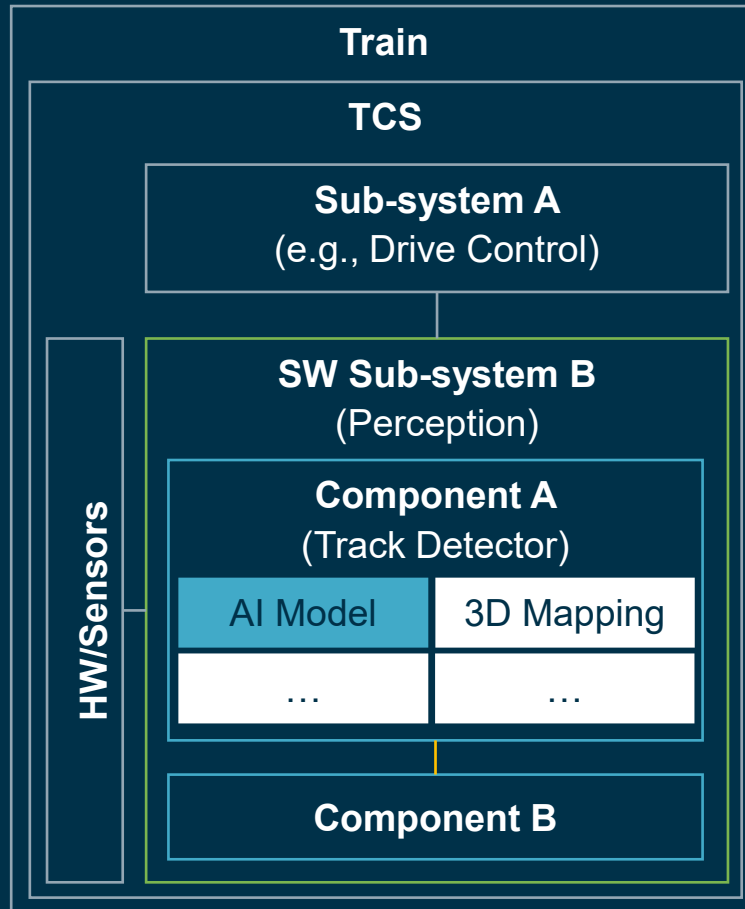 Train
TCS
Sub-system A
(e.g., Drive Control)
HW/Sensors
SW Sub-system B
(Perception)
Component A
(Track Detector)
AI Model
3D Mapping
…
…
Component B